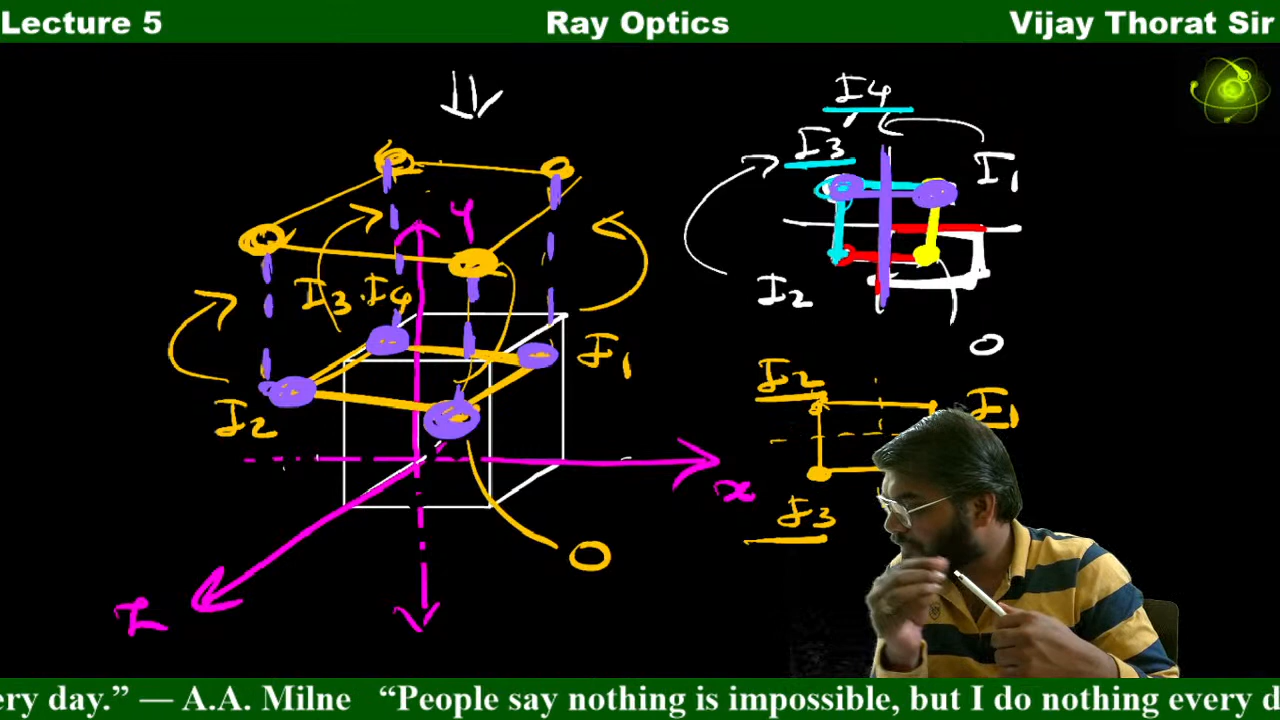 Lecture 5
Ray Optics
Vijay Thorat Sir
I4
I3
I1
I2
O
y
I3 . I4
I1
I2
x
z
O
I2
I1
I3
ery day.” — A.A. Milne “People say nothing is impossible, but I do nothing every d